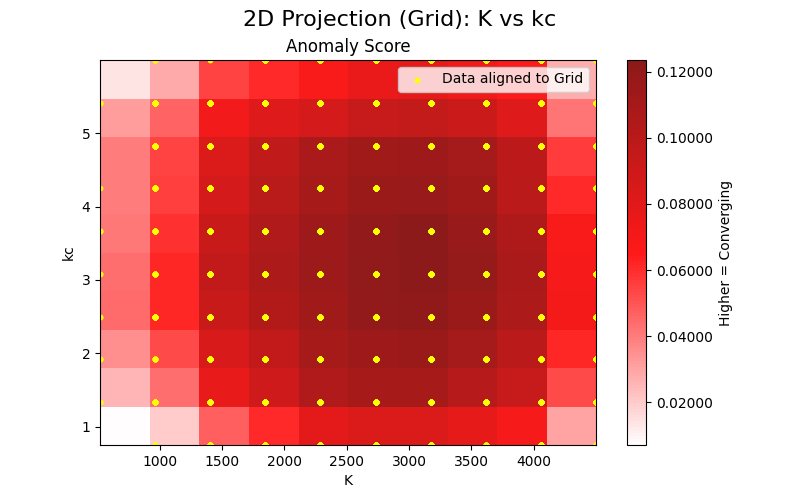 2D Projection (Grid): K vs kc
Anomaly Score
Data aligned to Grid
5
4
3
2
1
kc
1000 1500 2000 2500 3000 3500 4000
K
0.12000
0.10000
0.08000
0.06000
0.04000
0.02000
Higher = Converging